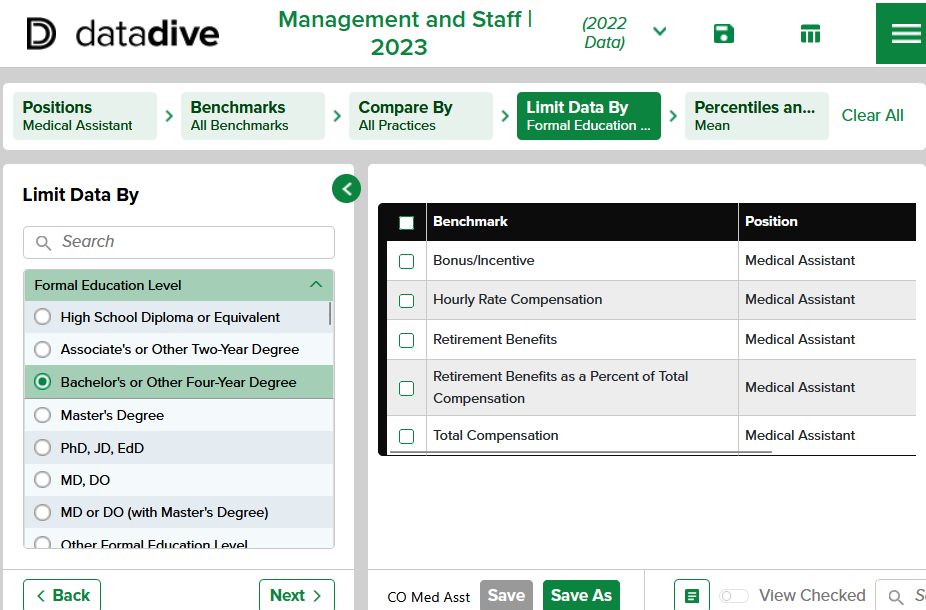 datadive
Management and Staff |
2023
(2022
Data)
Positions
Medical Assistant
Benchmarks
All Benchmarks
Compare By
All Practices
Limit Data By
Formal Education ...
Percentiles an...
Mean
Clear All
Limit Data By
Search
Formal Education Level
High School Diploma or Equivalent
Associate's or Other Two-Year Degree
Bachelor's or Other Four-Year Degree
Master's Degree
PhD, JD, EdD
MD, DO
MD or DO (with Master's Degree)
Other Formal Education Level
Back
Next
Benchmark Position
Bonus/Incentive Medical Assistant
Hourly Rate Compensation Medical Assistant
Retirement Benefits Medical Assistant
Retirement Benefits as a Percent of Total
Compensation
Medical Assistant
Total Compensation Medical Assistant
CO Med Asst Save Save As View Checked